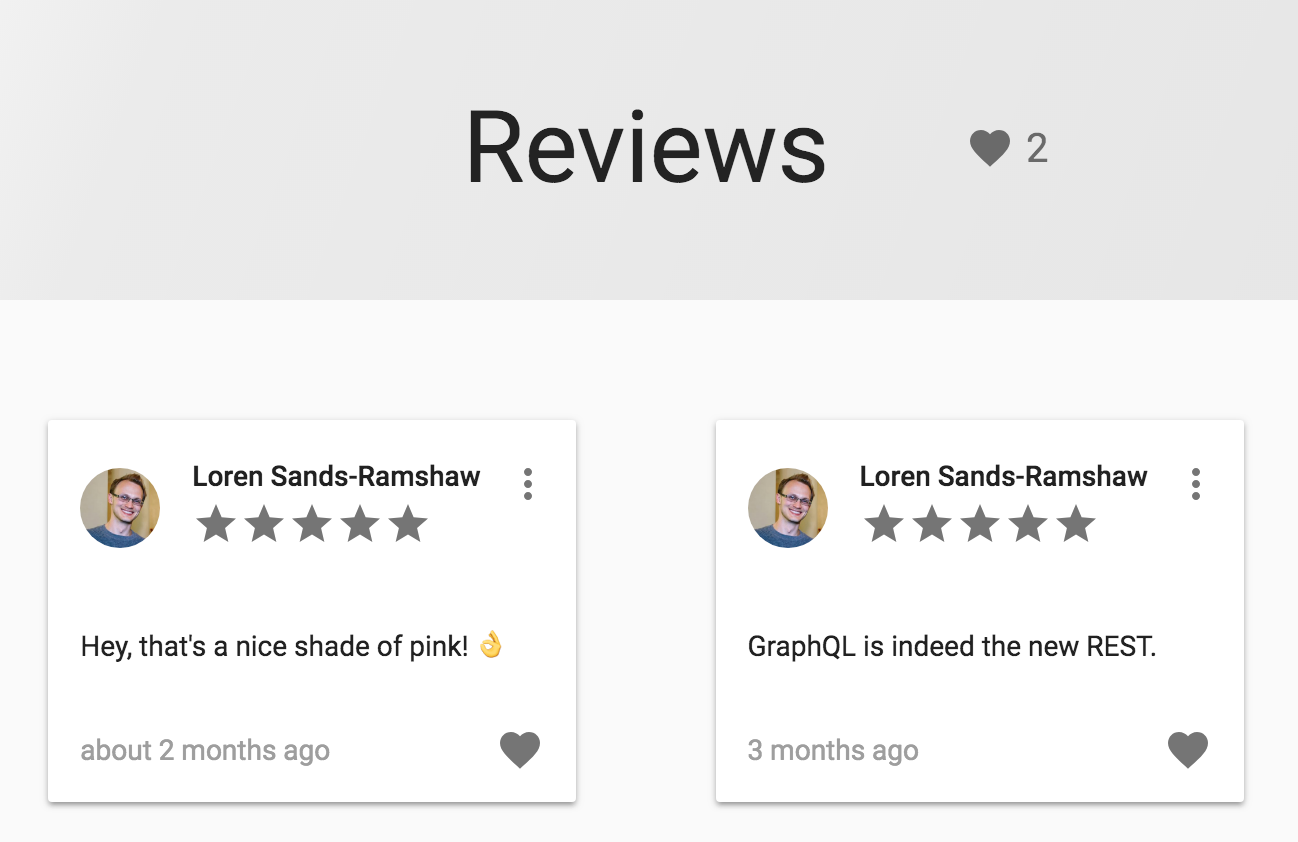 Reviews
2
Loren Sands-Ramshaw
Hey, that's a nice shade of pink! 👌
about 2 months ago
Loren Sands-Ramshaw
GraphQL is indeed the new REST.
3 months ago